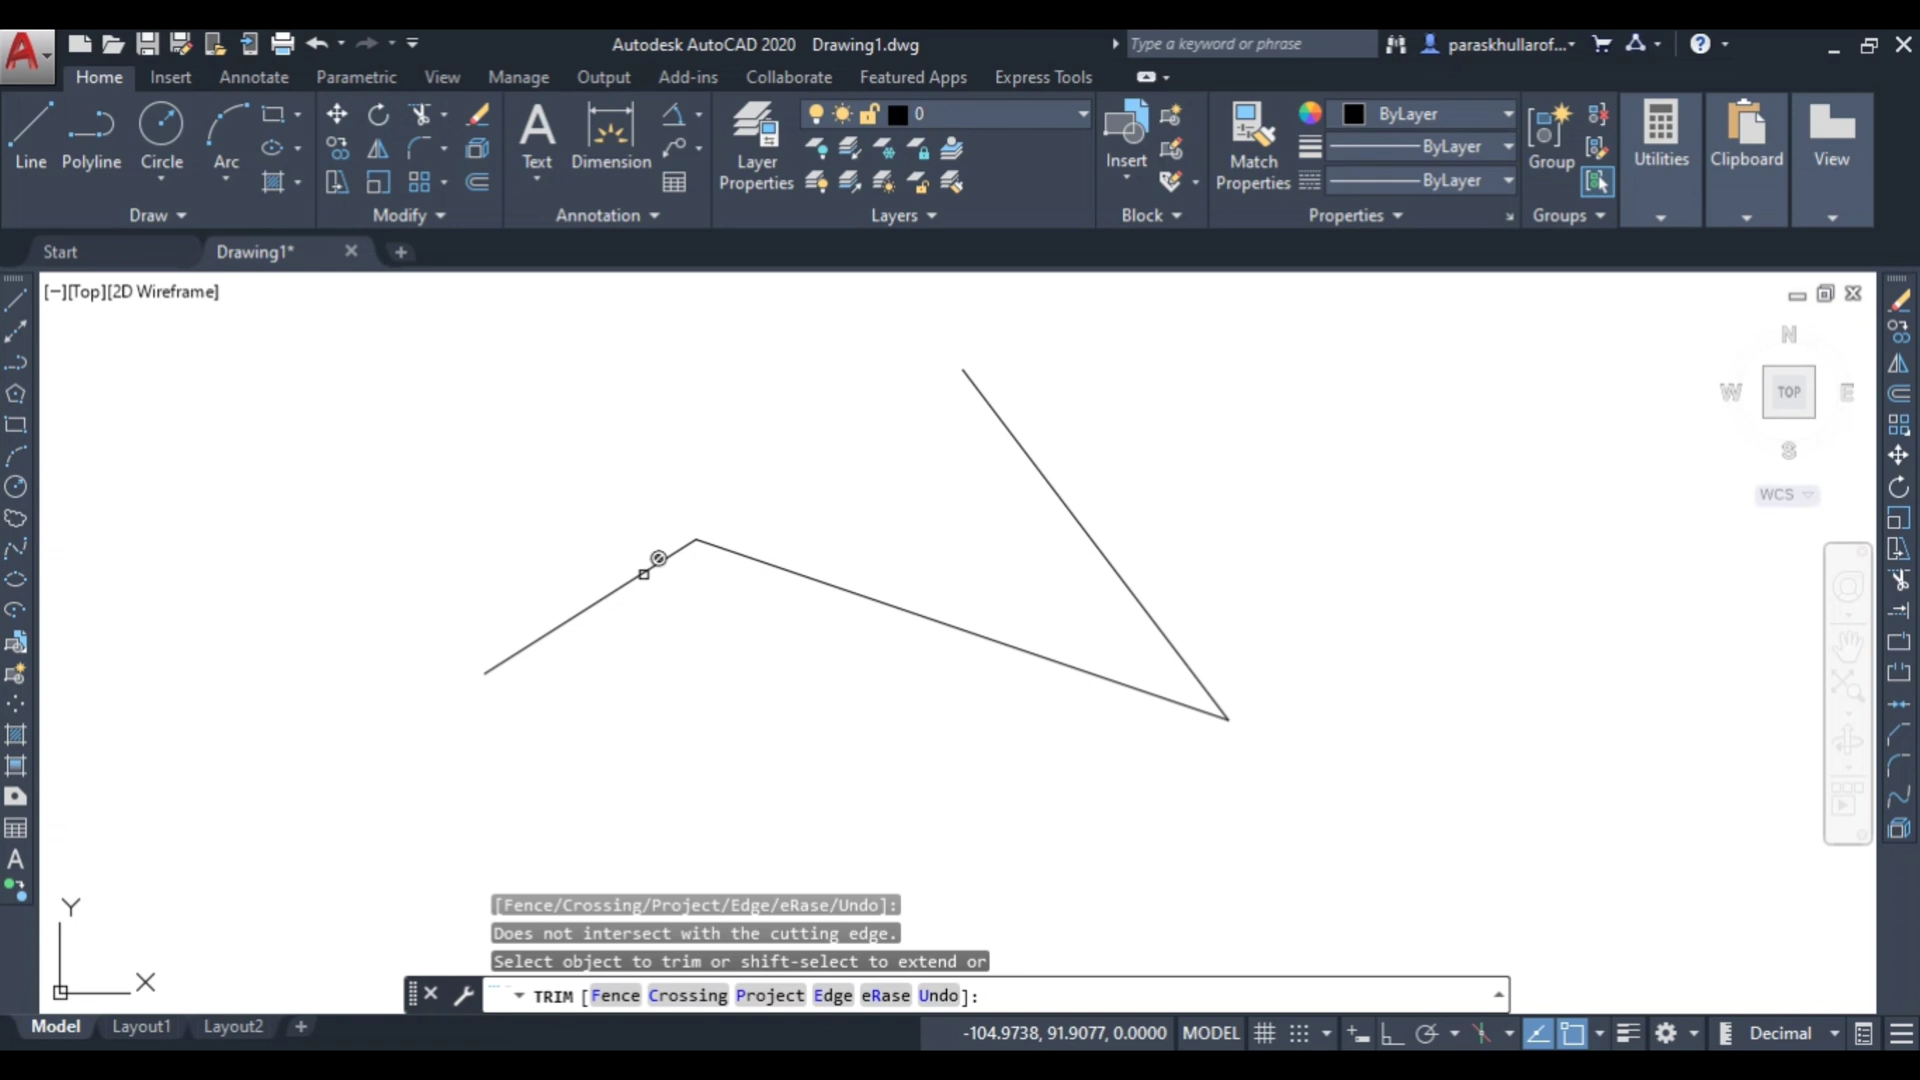 Autodesk AutoCAD 2020 Drawing1.dwg
Type a keyword or phrase
paraskhullarof...
Home Insert Annotate Parametric View Manage Output Add-ins Collaborate Featured Apps Express Tools
Line Polyline Circle Arc
Draw
Modify
A
Text
Dimension
Annotation
Layer
Properties
0
Layers
Insert
Block
Match
Properties
ByLayer
ByLayer
ByLayer
Properties
Group
Groups
Utilities
Clipboard
View
Start
Drawing1*
[−][Top][2D Wireframe]
N
W
TOP
E
S
WCS
A
Y
X
[Fence/Crossing/Project/Edge/eRase/Undo]:
Does not intersect with the cutting edge.
Select object to trim or shift-select to extend or
TRIM [Fence Crossing Project Edge eRase Undo]:
Model Layout1 Layout2 +
-104.9738, 91.9077, 0.0000 MODEL
Decimal